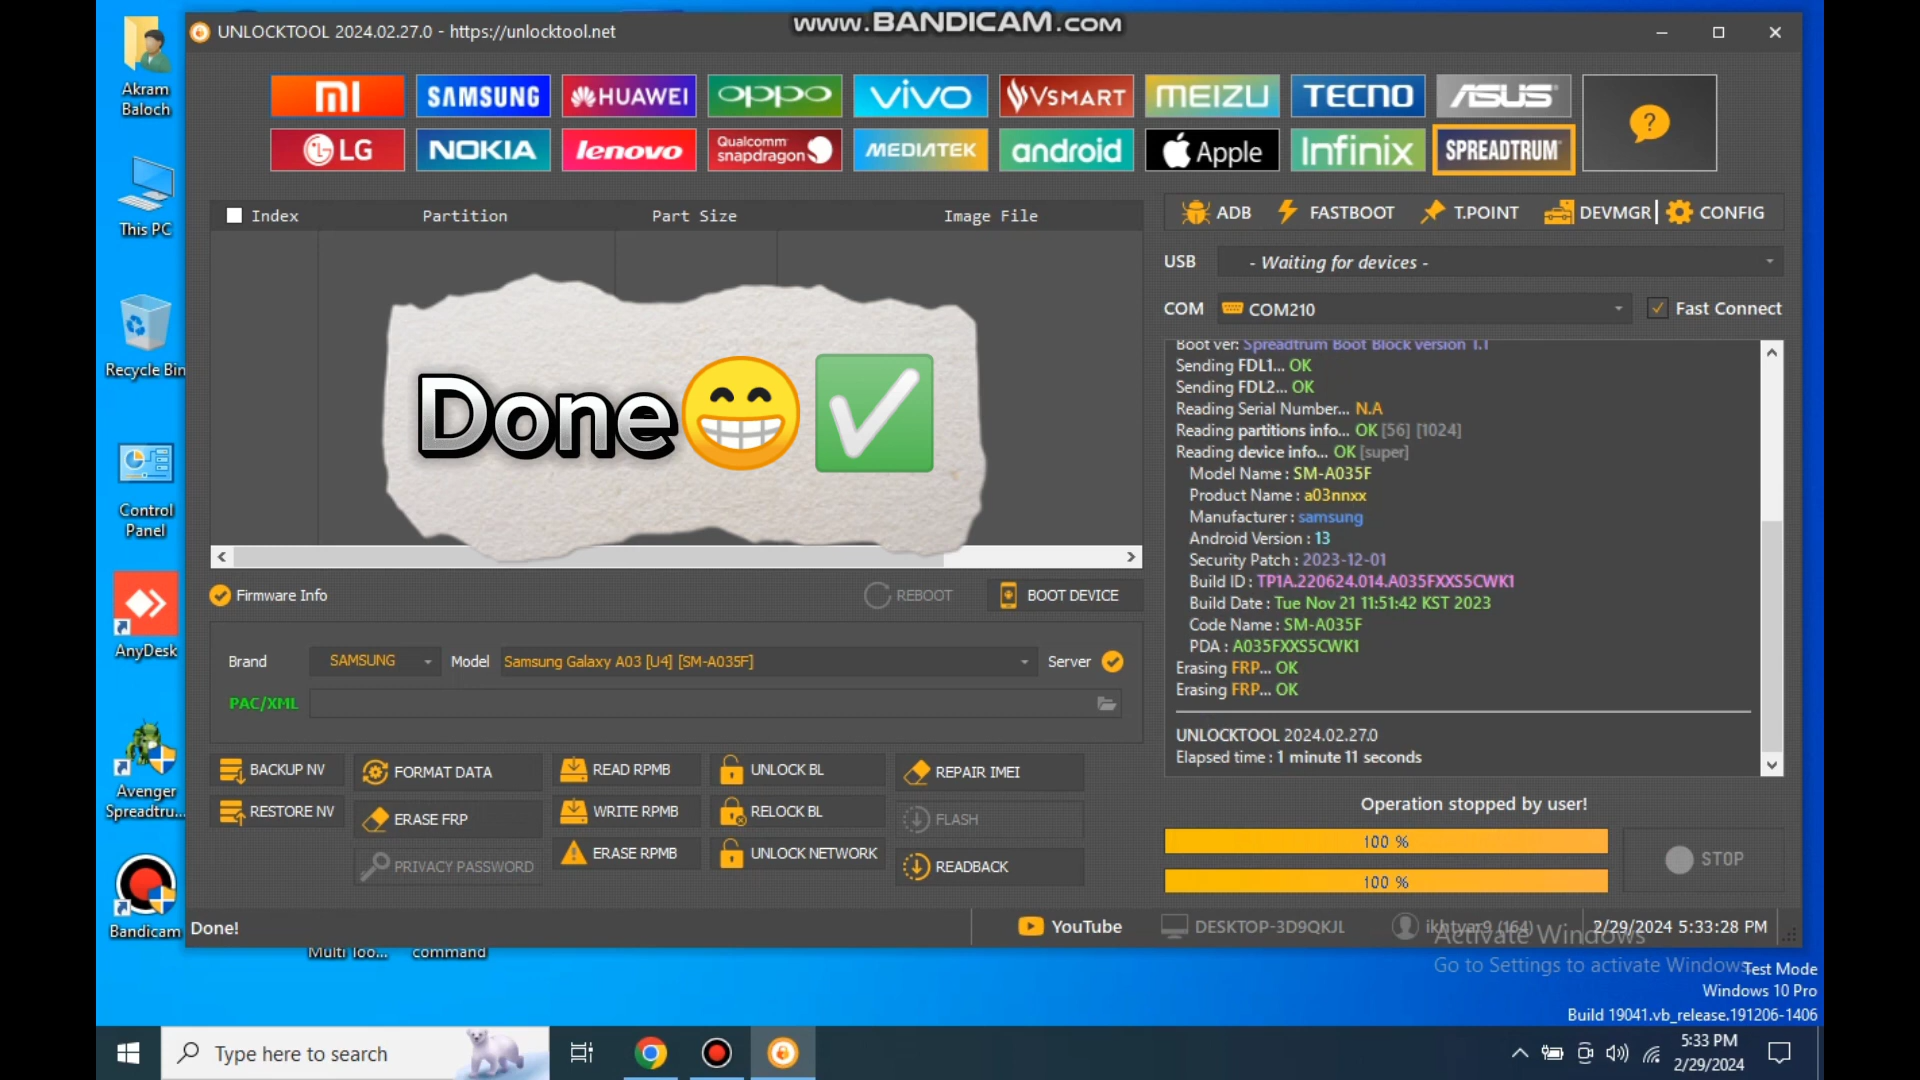 www.BANDICAM.com
UNLOCKTOOL 2024.02.27.0 - https://unlocktool.net
Akram Baloch
This PC
Recycle Bin
Control Panel
AnyDesk
Avenger Spreadtru...
Bandicam
mi
SAMSUNG
HUAWEI
oppo
vivo
VSMART
MEIZU
TECNO
ASUS
?
LG
NOKIA
lenovo
Qualcomm snapdragon
MEDIATEK
android
Apple
Infinix
SPREADTRUM
Index Partition Part Size Image File
ADB FASTBOOT T.POINT DEVMGR CONFIG
USB - Waiting for devices -
COM COM210 Fast Connect
Done
Boot ver: Spreadtrum Boot Block version 1.1
Sending FDL1... OK
Sending FDL2... OK
Reading Serial Number... N.A
Reading partitions info... OK [56] [1024]
Reading device info... OK [super]
Model Name : SM-A035F
Product Name : a03nnxx
Manufacturer : samsung
Android Version : 13
Security Patch : 2023-12-01
Build ID : TP1A.220624.014.A035FXXS5CWK1
Build Date : Tue Nov 21 11:51:42 KST 2023
Code Name : SM-A035F
PDA : A035FXXS5CWK1
Erasing FRP... OK
Erasing FRP... OK
UNLOCKTOOL 2024.02.27.0
Elapsed time : 1 minute 11 seconds
Firmware Info REBOOT BOOT DEVICE
Brand SAMSUNG Model Samsung Galaxy A03 [U4] [SM-A035F] Server
PAC/XML
BACKUP NV FORMAT DATA READ RPMB UNLOCK BL REPAIR IMEI
RESTORE NV ERASE FRP WRITE RPMB RELOCK BL FLASH
PRIVACY PASSWORD ERASE RPMB UNLOCK NETWORK READBACK
Operation stopped by user!
100 %
100 %
STOP
Done! YouTube DESKTOP-3D9QKJL ikhtyar9 (164) 2/29/2024 5:33:28 PM
Multi Too... command
Activate Windows
Go to Settings to activate Windows.
Test Mode
Windows 10 Pro
Build 19041.vb_release.191206-1406
Type here to search
5:33 PM
2/29/2024